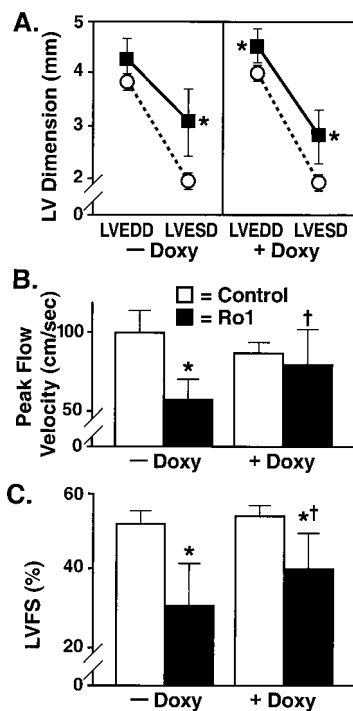 A.
LV Dimension (mm)
5
4
3
2
0
*
*
*
LVEDD LVESD LVEDD LVESD
— Doxy + Doxy
B.
= Control
= Ro1
Peak Flow
Velocity (cm/sec)
100
50
0
*
†
— Doxy + Doxy
C.
LVFS (%)
60
40
20
0
*
*†
— Doxy + Doxy